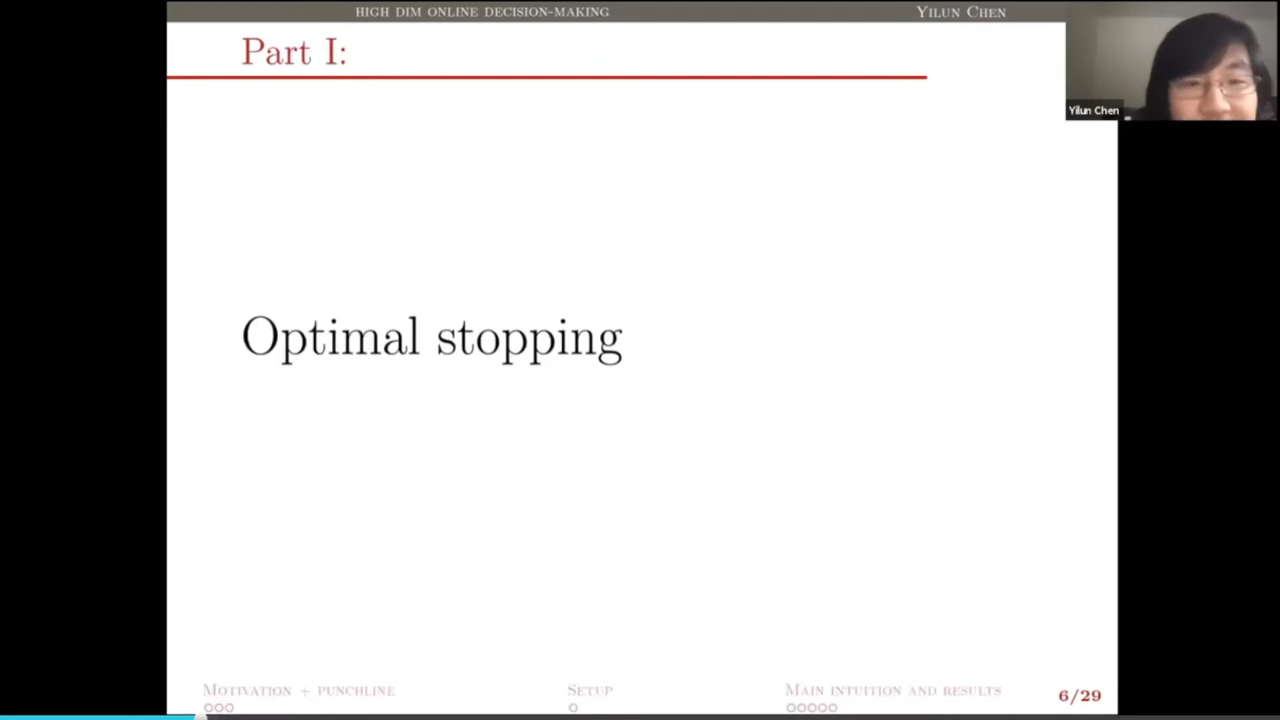 HIGH DIM ONLINE DECISION-MAKING
YILUN CHEN
Part I:
Yilun Chen
Optimal stopping
MOTIVATION + PUNCHLINE
SETUP
MAIN INTUITION AND RESULTS
6/29